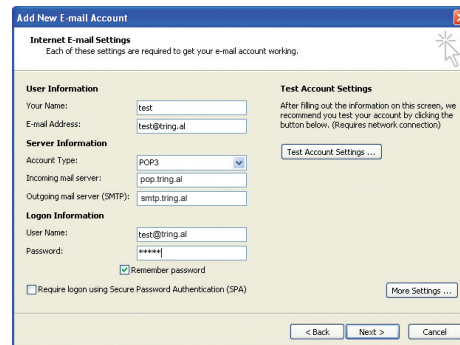 Add New E-mail Account
Internet E-mail Settings
Each of these settings are required to get your e-mail account working.
User Information
Your Name: test
E-mail Address: test@tring.al
Server Information
Account Type: POP3
Incoming mail server: pop.tring.al
Outgoing mail server (SMTP): smtp.tring.al
Logon Information
User Name: test@tring.al
Password: *****
Remember password
Require logon using Secure Password Authentication (SPA)
Test Account Settings
After filling out the information on this screen, we
recommend you test your account by clicking the
button below. (Requires network connection)
Test Account Settings ...
More Settings ...
< Back
Next >
Cancel